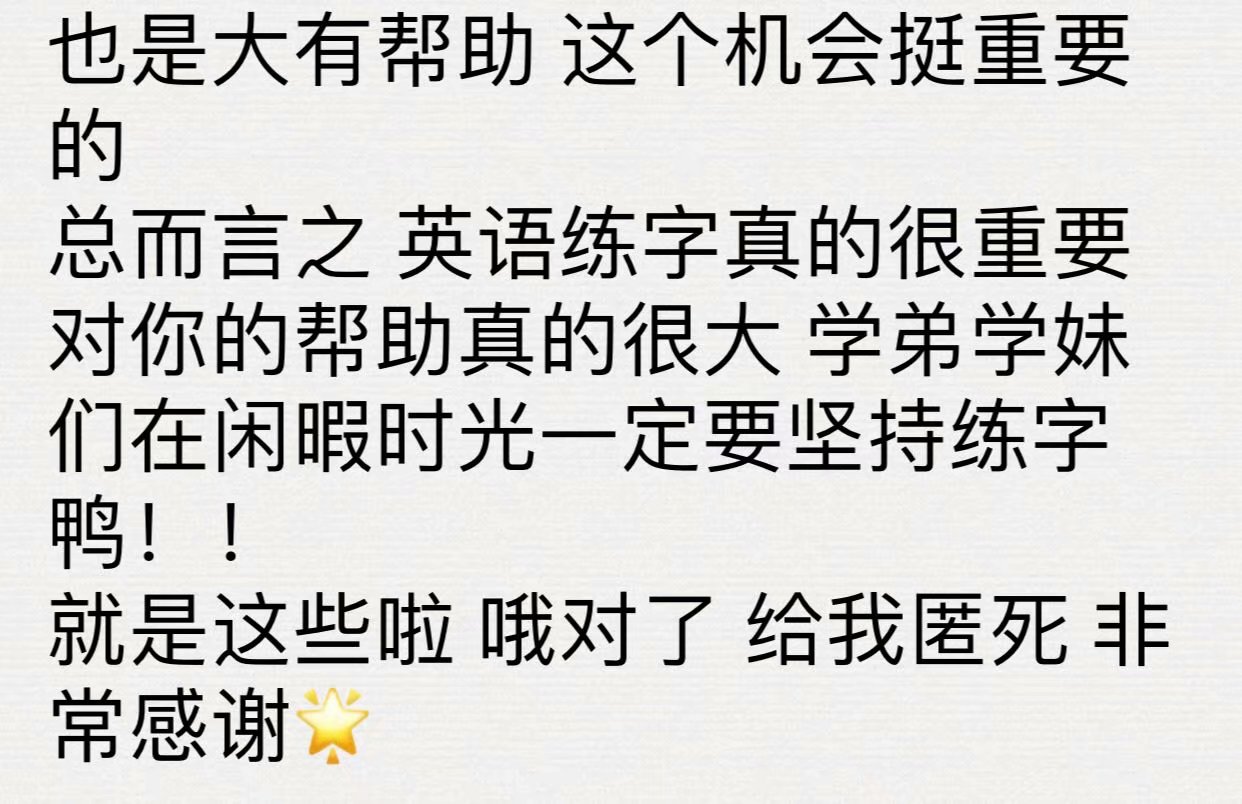 也是大有帮助 这个机会挺重要
的
总而言之 英语练字真的很重要
对你的帮助真的很大 学弟学妹
们在闲暇时光一定要坚持练字
鸭！！
就是这些啦 哦对了 给我匿死 非
常感谢🌟